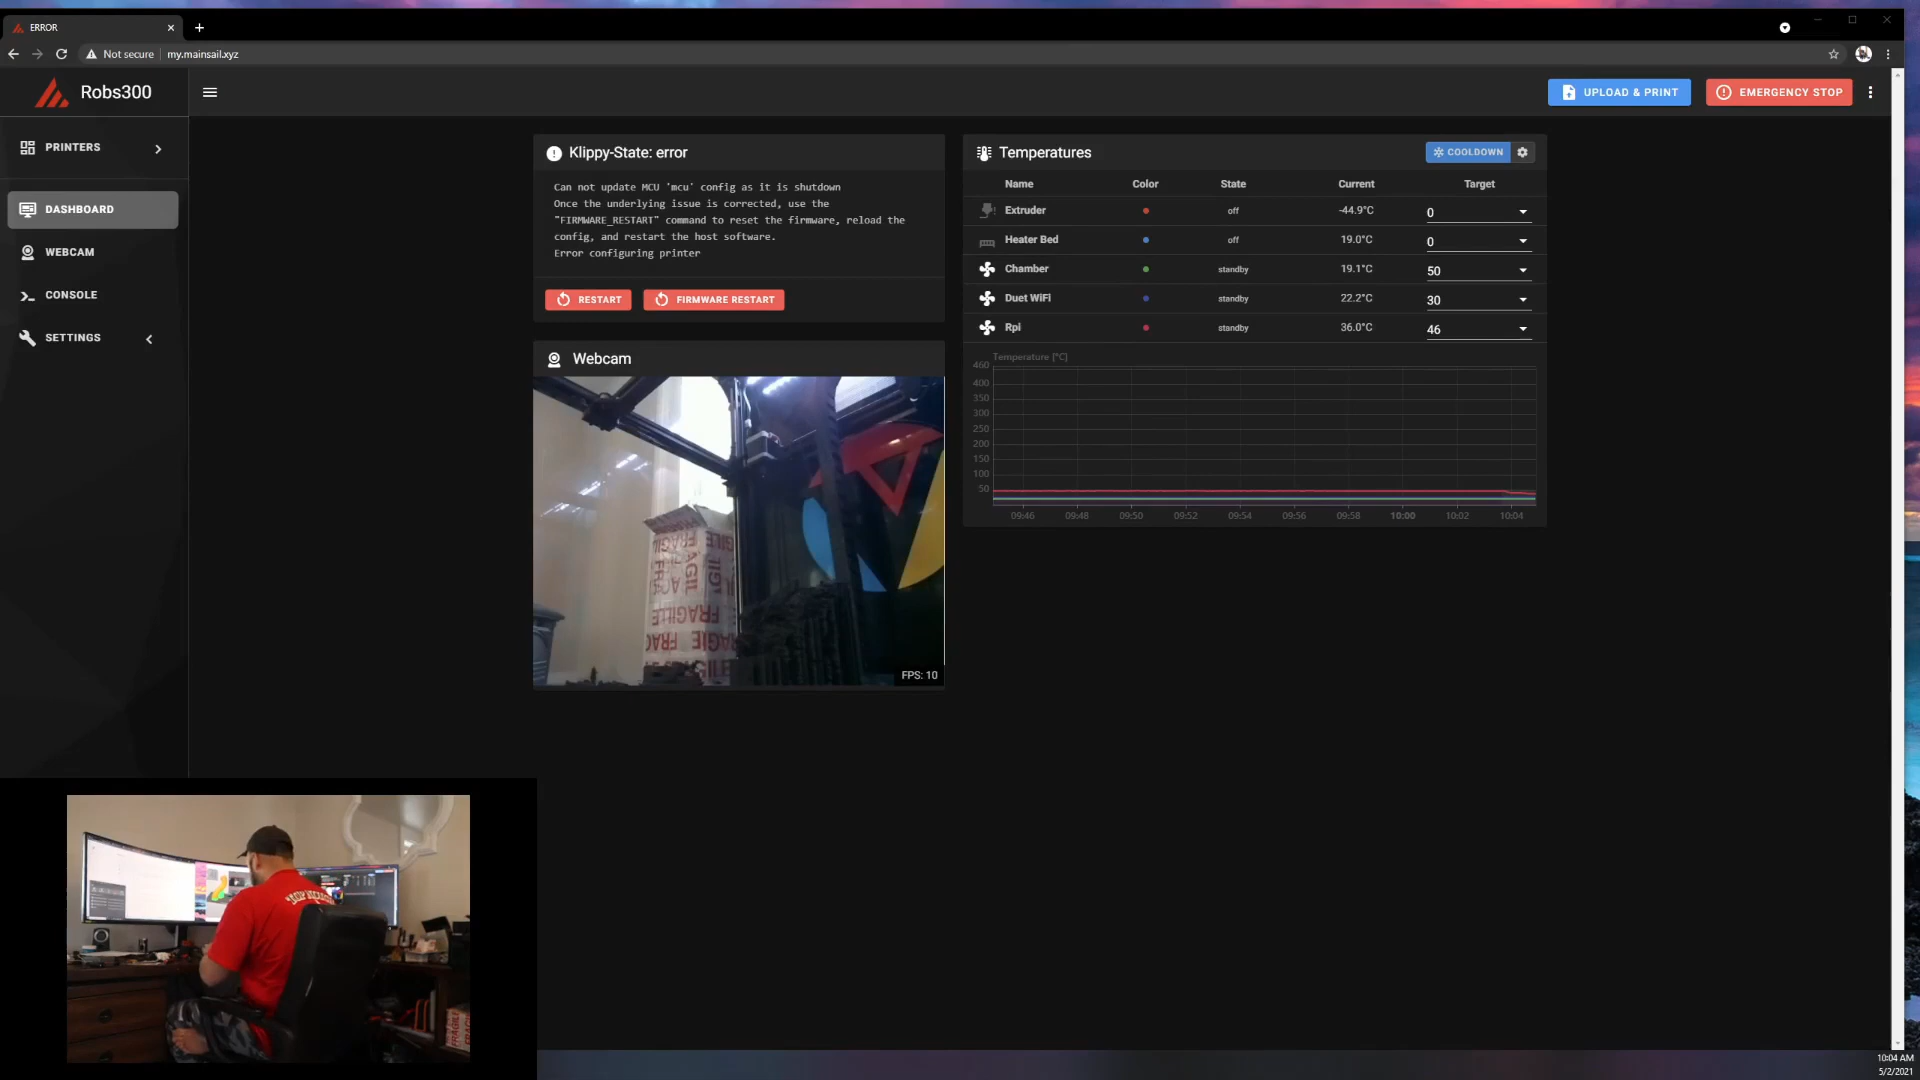 ERROR
Not secure
my.mainsail.xyz
Robs300
UPLOAD & PRINT
EMERGENCY STOP
PRINTERS
DASHBOARD
WEBCAM
CONSOLE
SETTINGS
Klippy-State: error
Can not update MCU 'mcu' config as it is shutdown
Once the underlying issue is corrected, use the
"FIRMWARE_RESTART" command to reset the firmware, reload the
config, and restart the host software.
Error configuring printer
RESTART
FIRMWARE RESTART
Webcam
FRAGILE
FPS: 10
Temperatures
COOLDOWN
Name Color State Current Target
Extruder off -44.9°C 0
Heater Bed off 19.0°C 0
Chamber standby 19.1°C 50
Duet WiFi standby 22.2°C 30
Rpi standby 36.0°C 46
Temperature [°C]
460
400
350
300
250
200
150
100
50
09:46 09:48 09:50 09:52 09:54 09:56 09:58 10:00 10:02 10:04
10:04 AM
5/2/2021